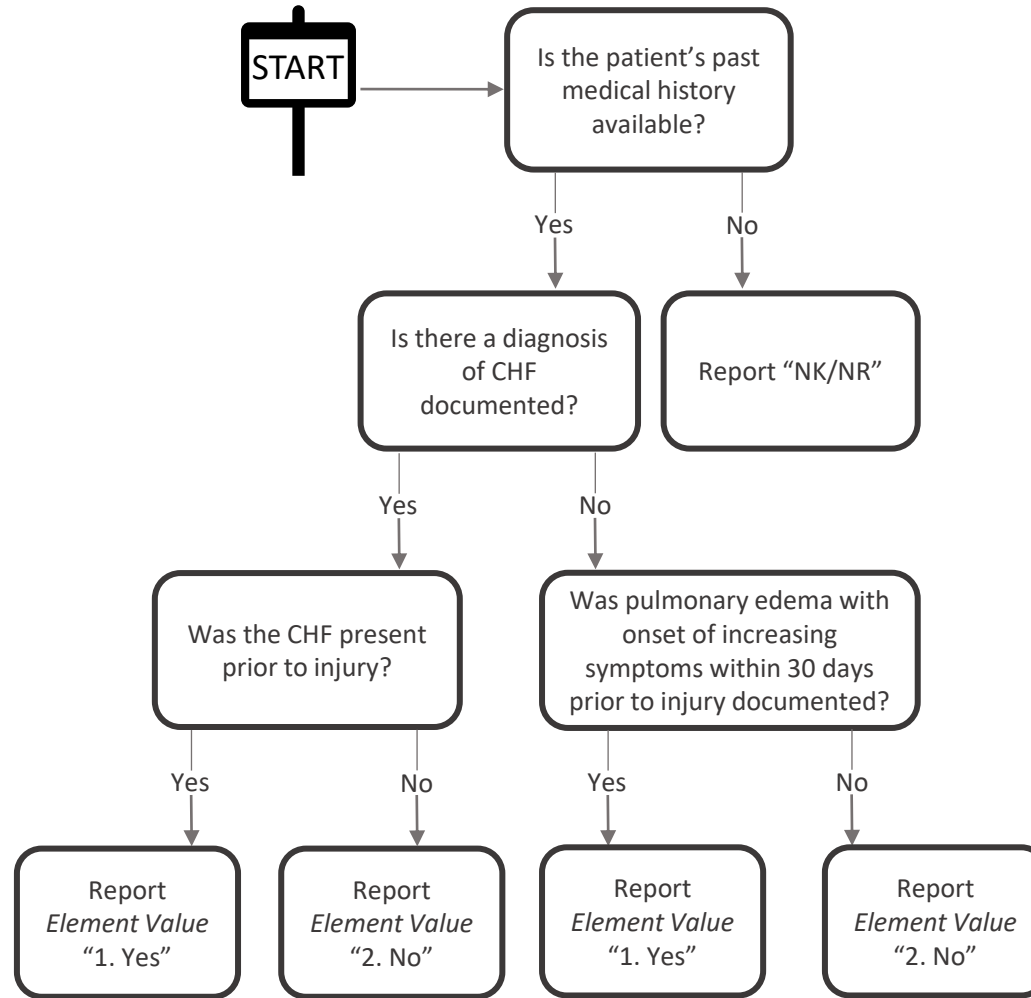 START
Is the patient’s past
medical history
available?
Yes
No
Is there a diagnosis
of CHF
documented?
Report “NK/NR”
Yes
No
Was the CHF present
prior to injury?
Was pulmonary edema with
onset of increasing
symptoms within 30 days
prior to injury documented?
Yes
No
Yes
No
Report
Element Value
“1. Yes”
Report
Element Value
“2. No”
Report
Element Value
“1. Yes”
Report
Element Value
“2. No”